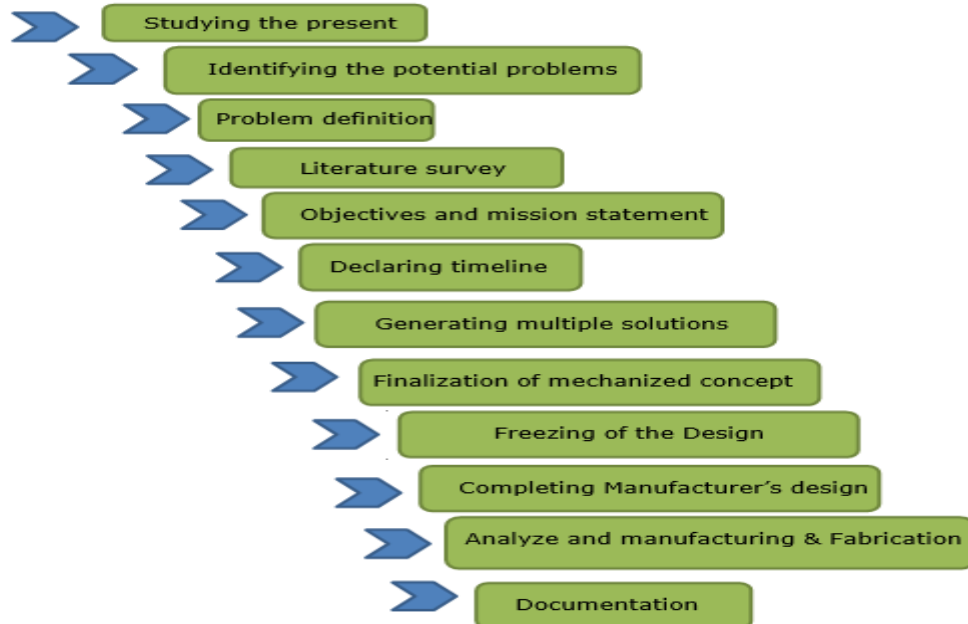 Studying the present
Identifying the potential problems
Problem definition
Literature survey
Objectives and mission statement
Declaring timeline
Generating multiple solutions
Finalization of mechanized concept
Freezing of the Design
Completing Manufacturer’s design
Analyze and manufacturing & Fabrication
Documentation